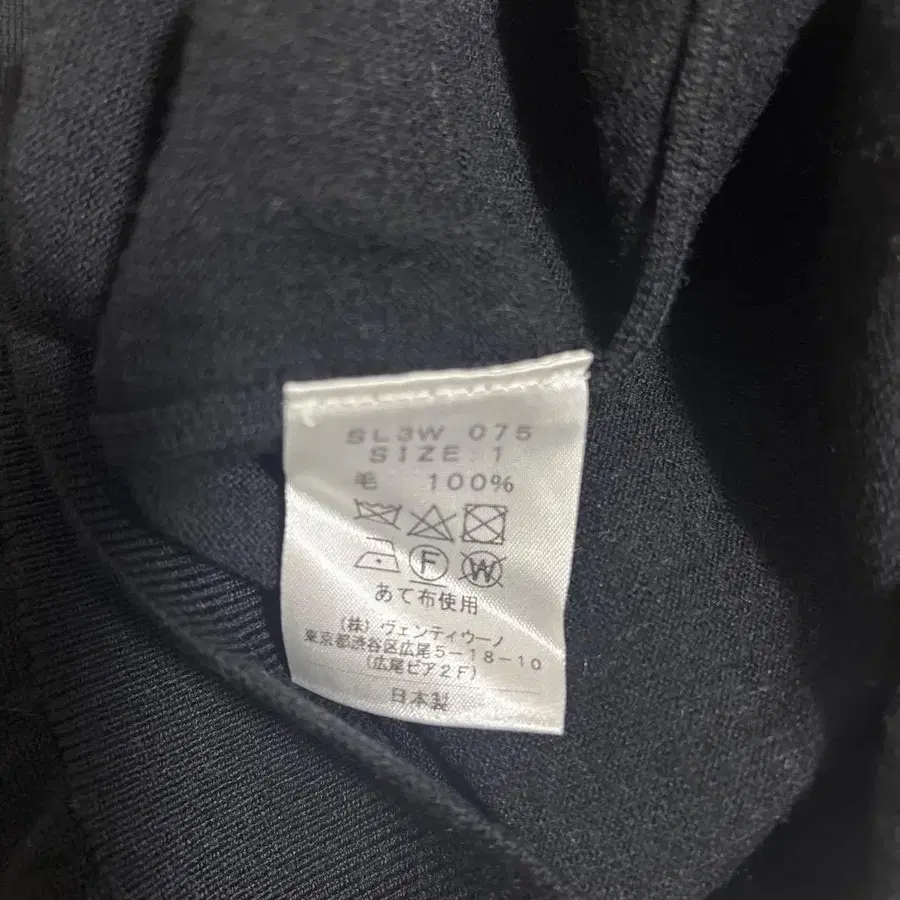 SL3W 075
SIZE:1
毛 100%
F W
あて布使用
(株) ヴェンティウーノ
東京都渋谷区広尾5-18-10
(広尾ピア2F)
日本製